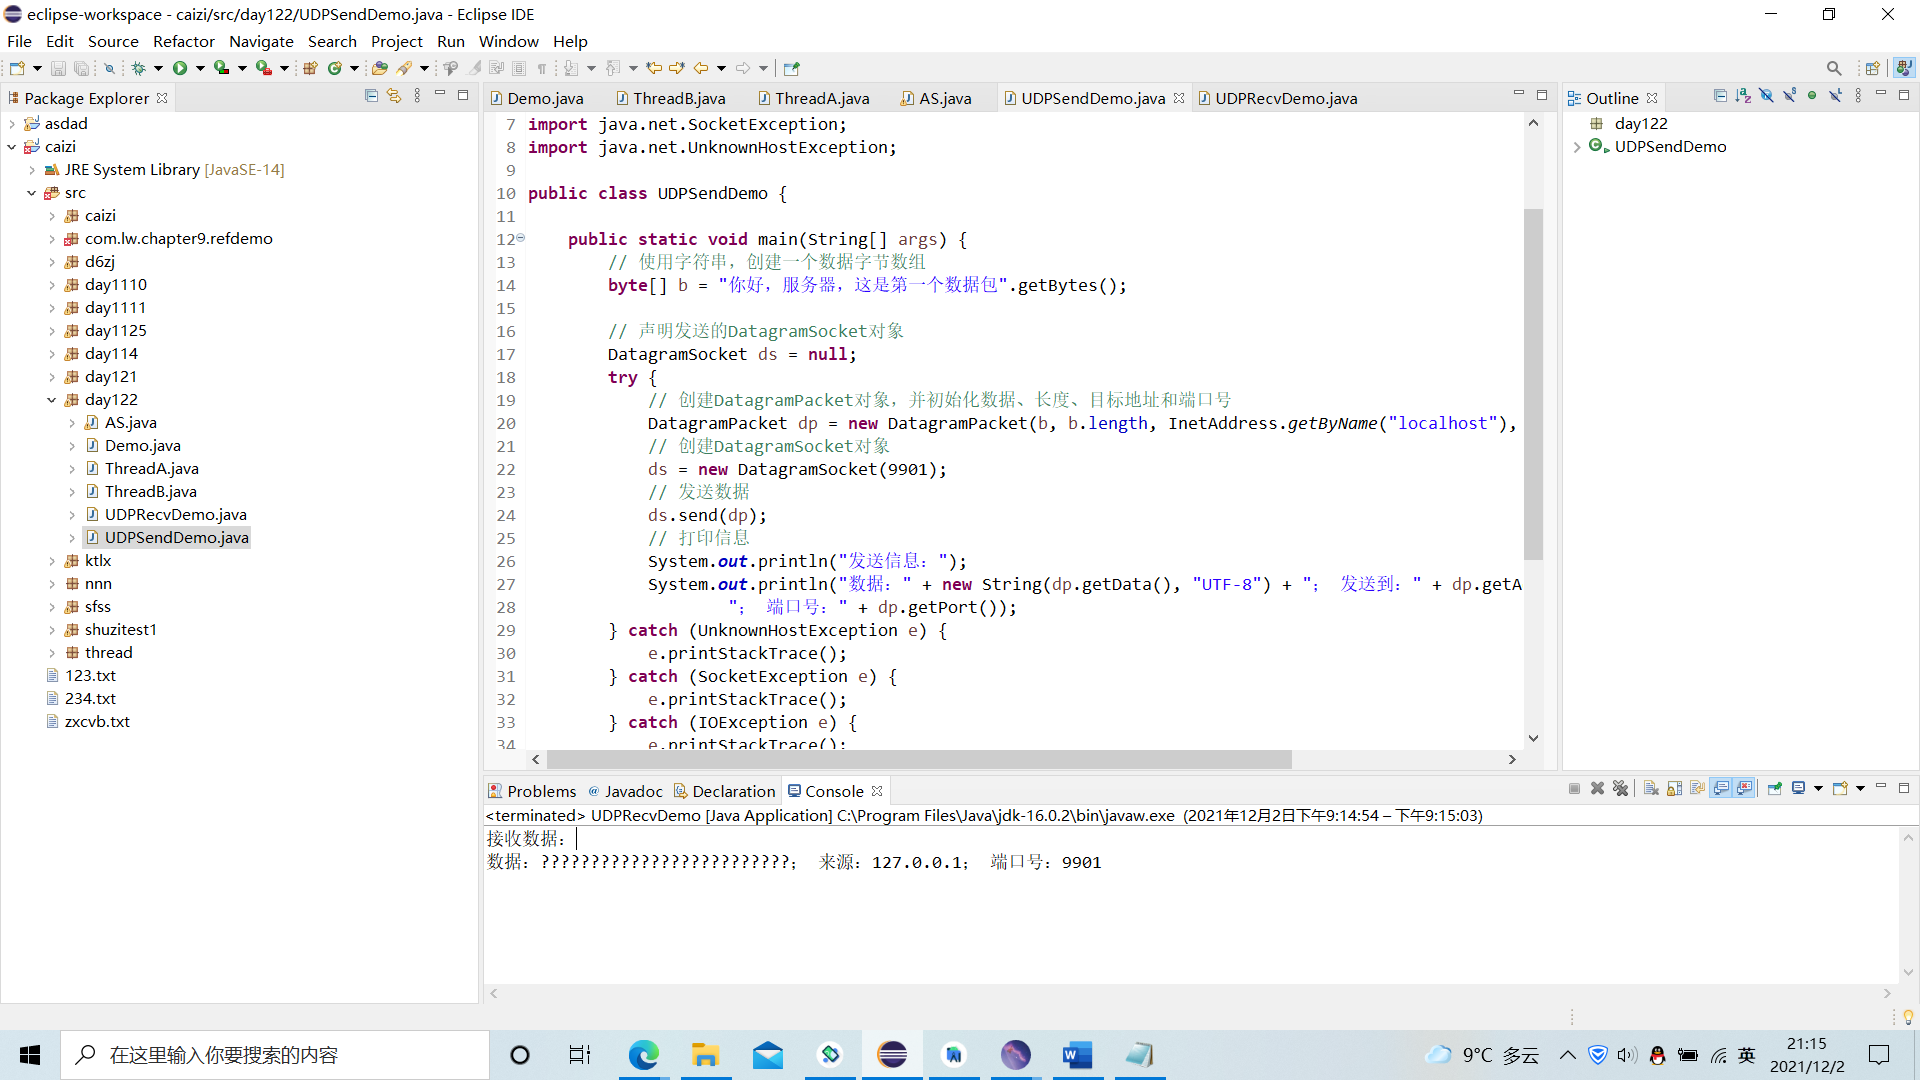 eclipse-workspace - caizi/src/day122/UDPSendDemo.java - Eclipse IDE
File Edit Source Refactor Navigate Search Project Run Window Help
Package Explorer
asdad
caizi
JRE System Library [JavaSE-14]
src
caizi
com.lw.chapter9.refdemo
d6zj
day1110
day1111
day1125
day114
day121
day122
AS.java
Demo.java
ThreadA.java
ThreadB.java
UDPRecvDemo.java
UDPSendDemo.java
ktlx
nnn
sfss
shuzitest1
thread
123.txt
234.txt
zxcvb.txt
Demo.java ThreadB.java ThreadA.java AS.java UDPSendDemo.java UDPRecvDemo.java
7 import java.net.SocketException;
8 import java.net.UnknownHostException;
9
10 public class UDPSendDemo {
11
12 public static void main(String[] args) {
13 // 使用字符串，创建一个数据字节数组
14 byte[] b = "你好，服务器，这是第一个数据包".getBytes();
15
16 // 声明发送的DatagramSocket对象
17 DatagramSocket ds = null;
18 try {
19 // 创建DatagramPacket对象，并初始化数据、长度、目标地址和端口号
20 DatagramPacket dp = new DatagramPacket(b, b.length, InetAddress.getByName("localhost"),
21 // 创建DatagramSocket对象
22 ds = new DatagramSocket(9901);
23 // 发送数据
24 ds.send(dp);
25 // 打印信息
26 System.out.println("发送信息：");
27 System.out.println("数据：" + new String(dp.getData(), "UTF-8") + "； 发送到：" + dp.getA
28 "； 端口号：" + dp.getPort());
29 } catch (UnknownHostException e) {
30 e.printStackTrace();
31 } catch (SocketException e) {
32 e.printStackTrace();
33 } catch (IOException e) {
34 e.printStackTrace();
Outline
day122
UDPSendDemo
Problems Javadoc Declaration Console
<terminated> UDPRecvDemo [Java Application] C:\Program Files\Java\jdk-16.0.2\bin\javaw.exe (2021年12月2日下午9:14:54 – 下午9:15:03)
接收数据：
数据：?????????????????????????； 来源：127.0.0.1； 端口号：9901
在这里输入你要搜索的内容
9°C 多云
英
21:15
2021/12/2